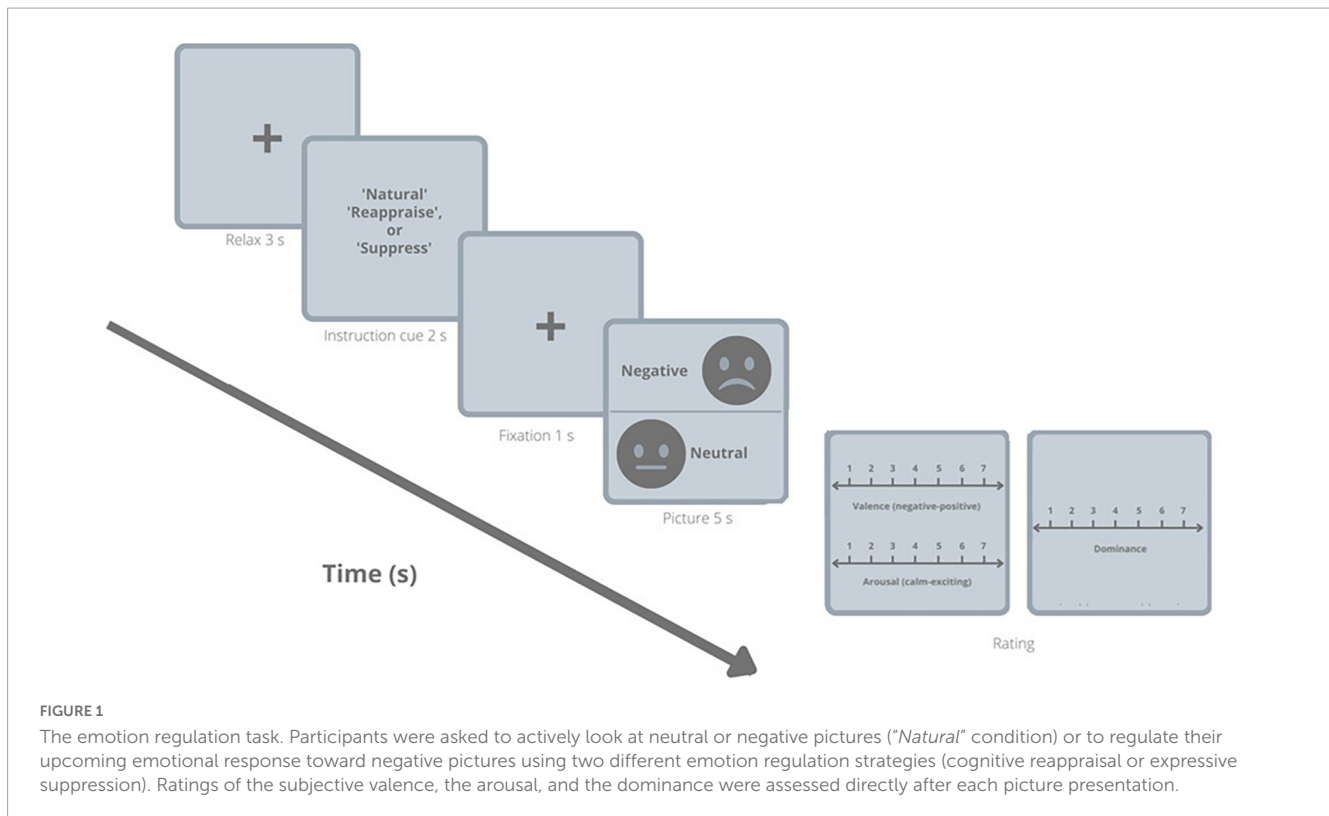 +
'Natural'
'Reappraise',
or
'Suppress'
Relax 3 s
+
Instruction cue 2 s
Negative
Neutral
Fixation 1 s
Picture 5 s
1 2 3 4 5 6 7
Valence (negative-positive)
1 2 3 4 5 6 7
Arousal (calm-exciting)
1 2 3 4 5 6 7
Dominance
Time (s)
Rating
FIGURE 1
The emotion regulation task. Participants were asked to actively look at neutral or negative pictures ("Natural" condition) or to regulate their
upcoming emotional response toward negative pictures using two different emotion regulation strategies (cognitive reappraisal or expressive
suppression). Ratings of the subjective valence, the arousal, and the dominance were assessed directly after each picture presentation.